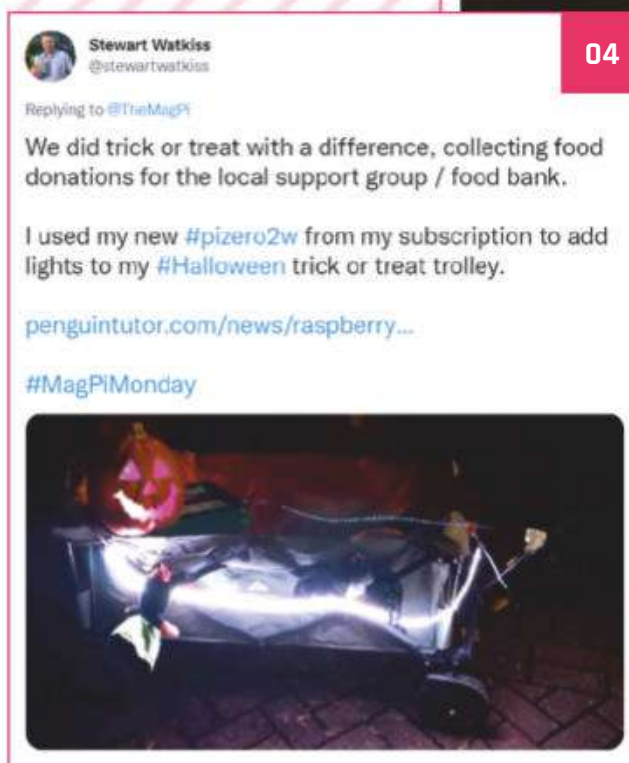 04
Stewart Watkiss
@stewartwatkiss
Replying to @TheMagPi
We did trick or treat with a difference, collecting food
donations for the local support group / food bank.
I used my new #pizero2w from my subscription to add
lights to my #Halloween trick or treat trolley.
penguintutor.com/news/raspberry...
#MagPiMonday